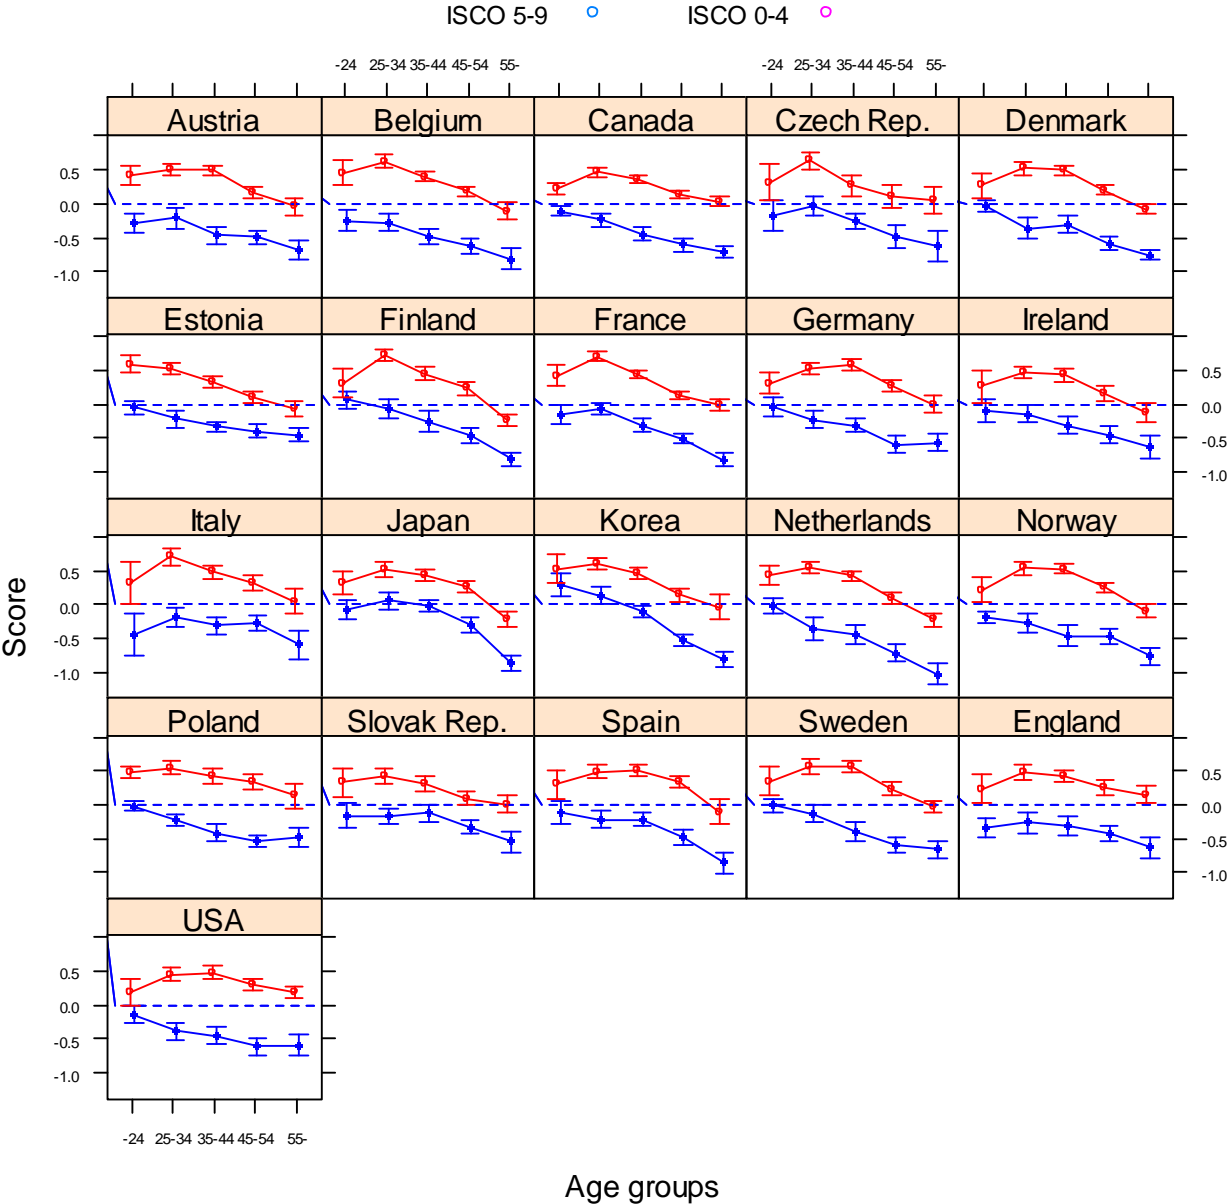 ISCO 5-9 ISCO 0-4
-24 25-34 35-44 45-54 55- -24 25-34 35-44 45-54 55-
Austria Belgium Canada Czech Rep. Denmark
0.5
0.0
-0.5
-1.0
Estonia Finland France Germany Ireland
0.5
0.0
-0.5
-1.0
Italy Japan Korea Netherlands Norway
0.5
0.0
-0.5
-1.0
Poland Slovak Rep. Spain Sweden England
0.5
0.0
-0.5
-1.0
USA
0.5
0.0
-0.5
-1.0
-24 25-34 35-44 45-54 55-
Score
Age groups